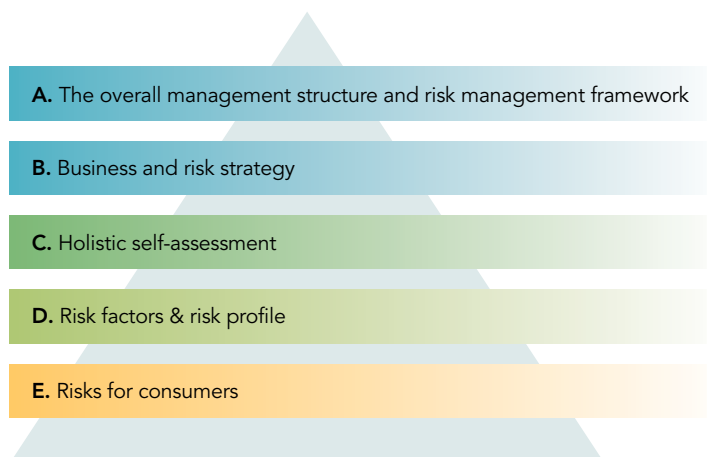 A. The overall management structure and risk management framework
B. Business and risk strategy
C. Holistic self-assessment
D. Risk factors & risk profile
E. Risks for consumers